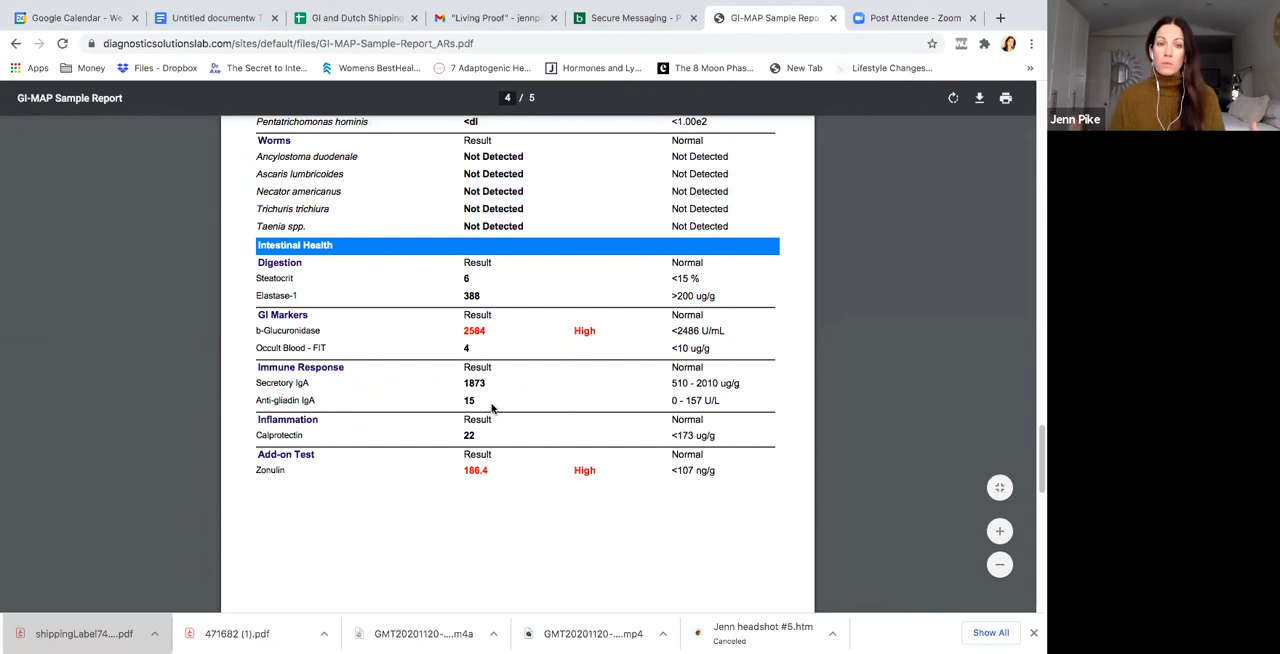 Google Calendar - We
Untitled documentw T
GI and Dutch Shipping
"Living Proof" - jennpi
Secure Messaging - P
GI-MAP Sample Report
Post Attendee - Zoom
diagnosticsolutionslab.com/sites/default/files/GI-MAP-Sample-Report_ARs.pdf
Apps Money Files - Dropbox The Secret to Inte... Womens BestHeal... 7 Adaptogenic He... Hormones and Ly... The 8 Moon Phas... New Tab Lifestyle Changes... »
GI-MAP Sample Report 4 / 5
Jenn Pike
Pentatrichomonas hominis <dl <1.00e2
Worms Result Normal
Ancylostoma duodenale Not Detected Not Detected
Ascaris lumbricoides Not Detected Not Detected
Necator americanus Not Detected Not Detected
Trichuris trichiura Not Detected Not Detected
Taenia spp. Not Detected Not Detected
Intestinal Health
Digestion Result Normal
Steatocrit 6 <15 %
Elastase-1 388 >200 ug/g
GI Markers Result Normal
b-Glucuronidase 2584 High <2486 U/mL
Occult Blood - FIT 4 <10 ug/g
Immune Response Result Normal
Secretory IgA 1873 510 - 2010 ug/g
Anti-gliadin IgA 15 0 - 157 U/L
Inflammation Result Normal
Calprotectin 22 <173 ug/g
Add-on Test Result Normal
Zonulin 186.4 High <107 ng/g
shippingLabel74....pdf
471682 (1).pdf
GMT20201120-....m4a
GMT20201120-....mp4
Jenn headshot #5.htm
Canceled
Show All